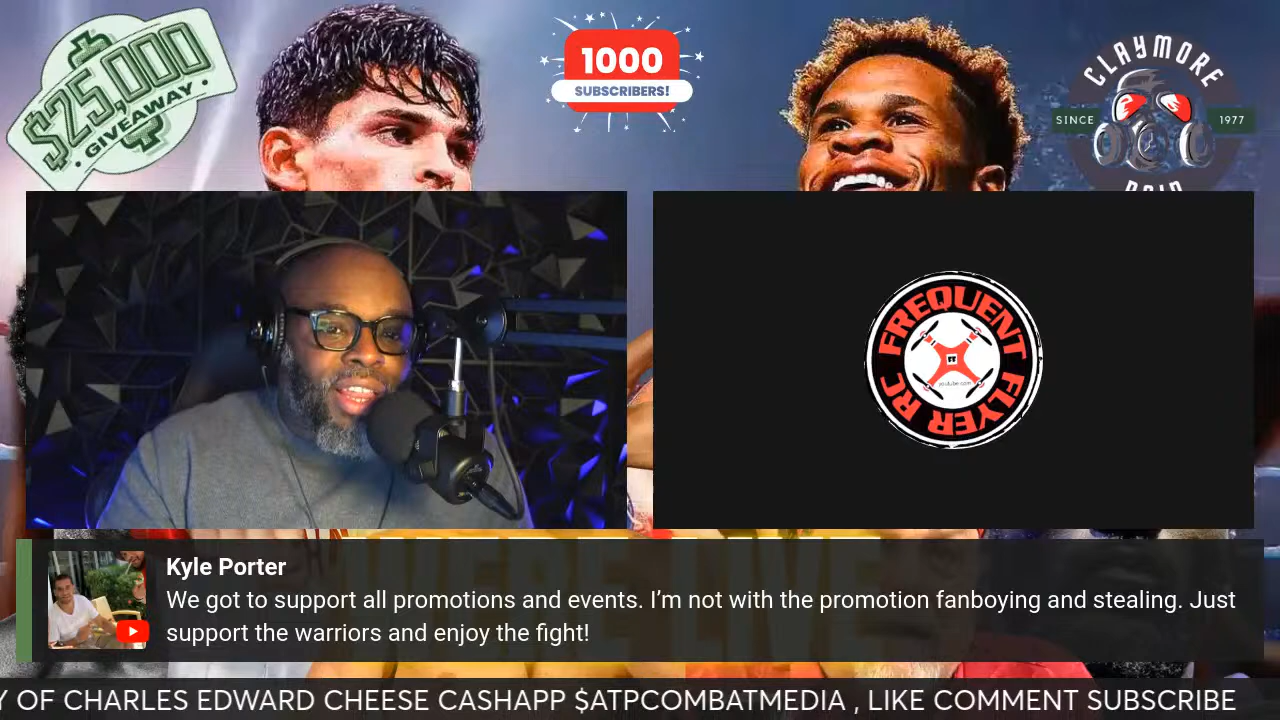 $25,000
• GIVEAWAY •
1000
SUBSCRIBERS!
CLAYMORE
SINCE
1977
FREQUENT
FLYER RC
Kyle Porter
We got to support all promotions and events. I’m not with the promotion fanboying and stealing. Just
support the warriors and enjoy the fight!
Y OF CHARLES EDWARD CHEESE CASHAPP $ATPCOMBATMEDIA , LIKE COMMENT SUBSCRIBE